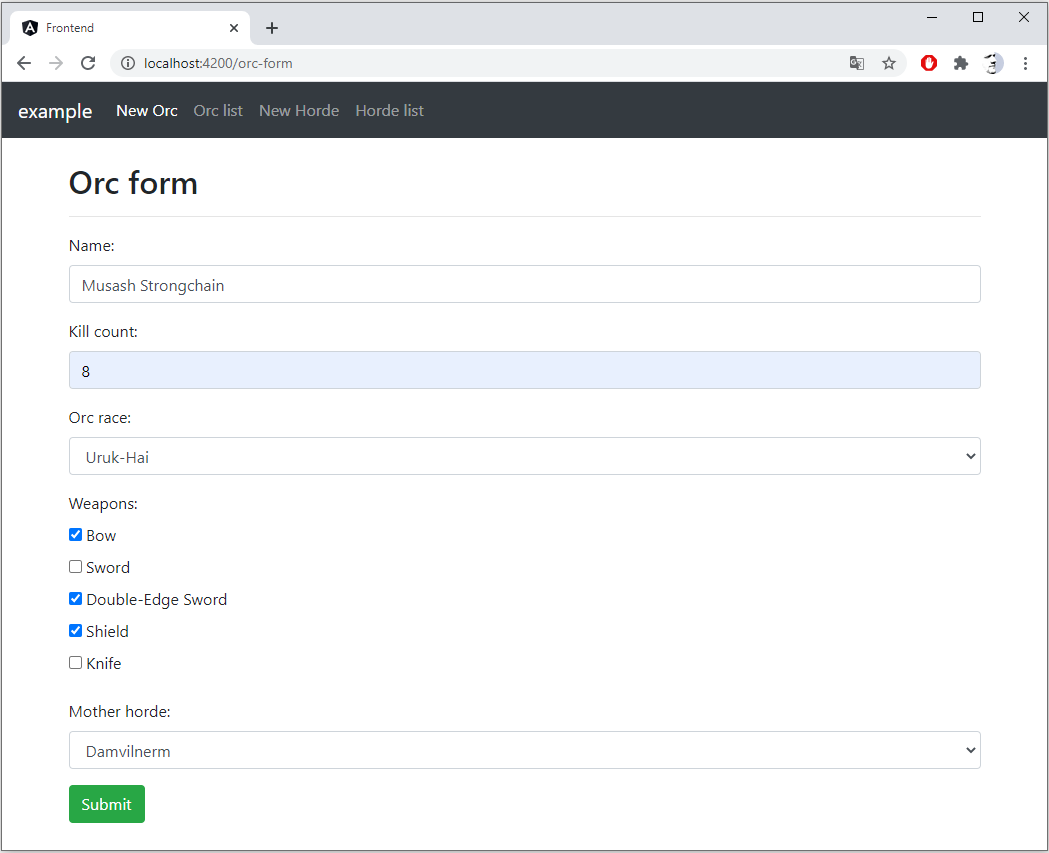 Frontend
localhost:4200/orc-form
example New Orc Orc list New Horde Horde list
Orc form
Name:
Musash Strongchain
Kill count:
8
Orc race:
Uruk-Hai
Weapons:
Bow
Sword
Double-Edge Sword
Shield
Knife
Mother horde:
Damvilnerm
Submit